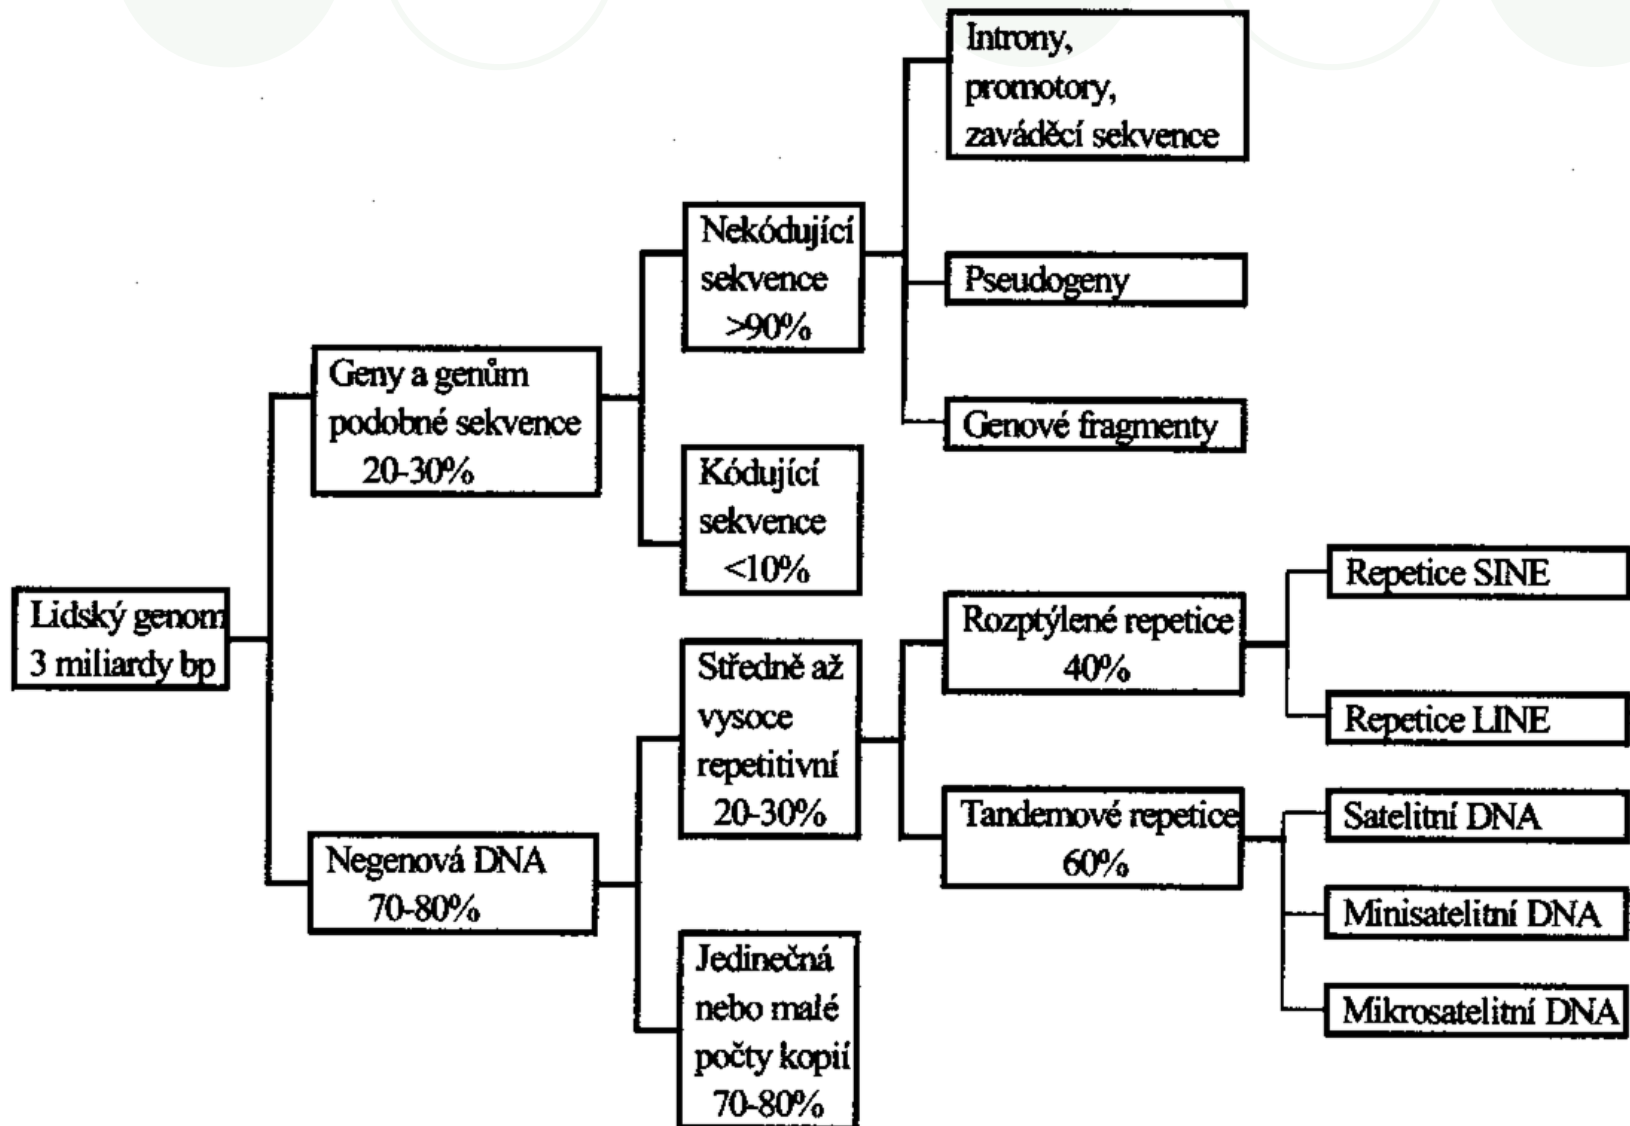 Lidský genom
3 miliardy bp
Geny a genům
podobné sekvence
20-30%
Negenová DNA
70-80%
Nekódující
sekvence
>90%
Kódující
sekvence
<10%
Středně až
vysoce
repetitivní
20-30%
Jedinečná
nebo malé
počty kopií
70-80%
Introny,
promotory,
zaváděcí sekvence
Pseudogeny
Genové fragmenty
Rozptýlené repetice
40%
Tandemové repetice
60%
Repetice SINE
Repetice LINE
Satelitní DNA
Minisatelitní DNA
Mikrosatelitní DNA